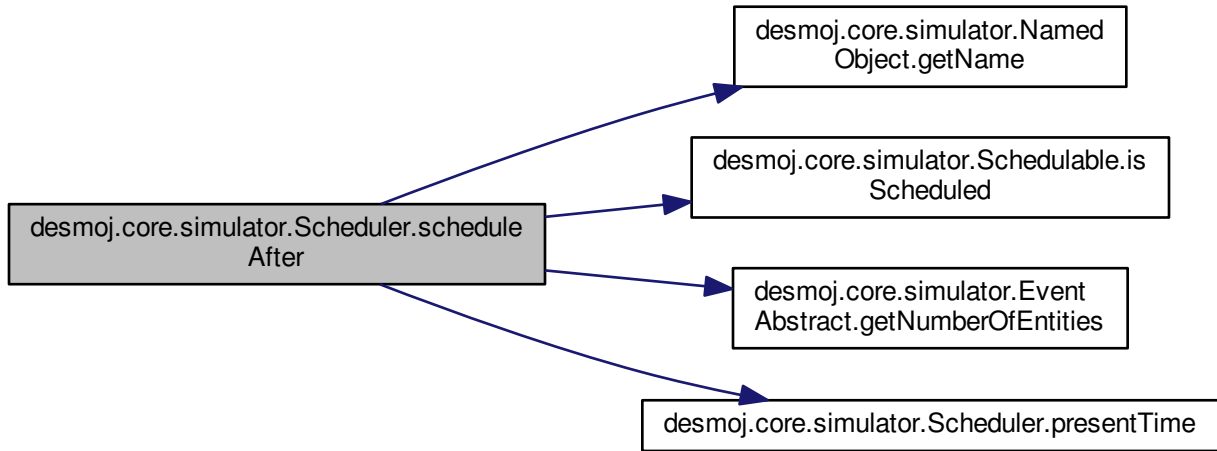 desmoj.core.simulator.Named
Object.getName
desmoj.core.simulator.Schedulable.is
Scheduled
desmoj.core.simulator.Scheduler.schedule
After
desmoj.core.simulator.Event
Abstract.getNumberOfEntities
desmoj.core.simulator.Scheduler.presentTime